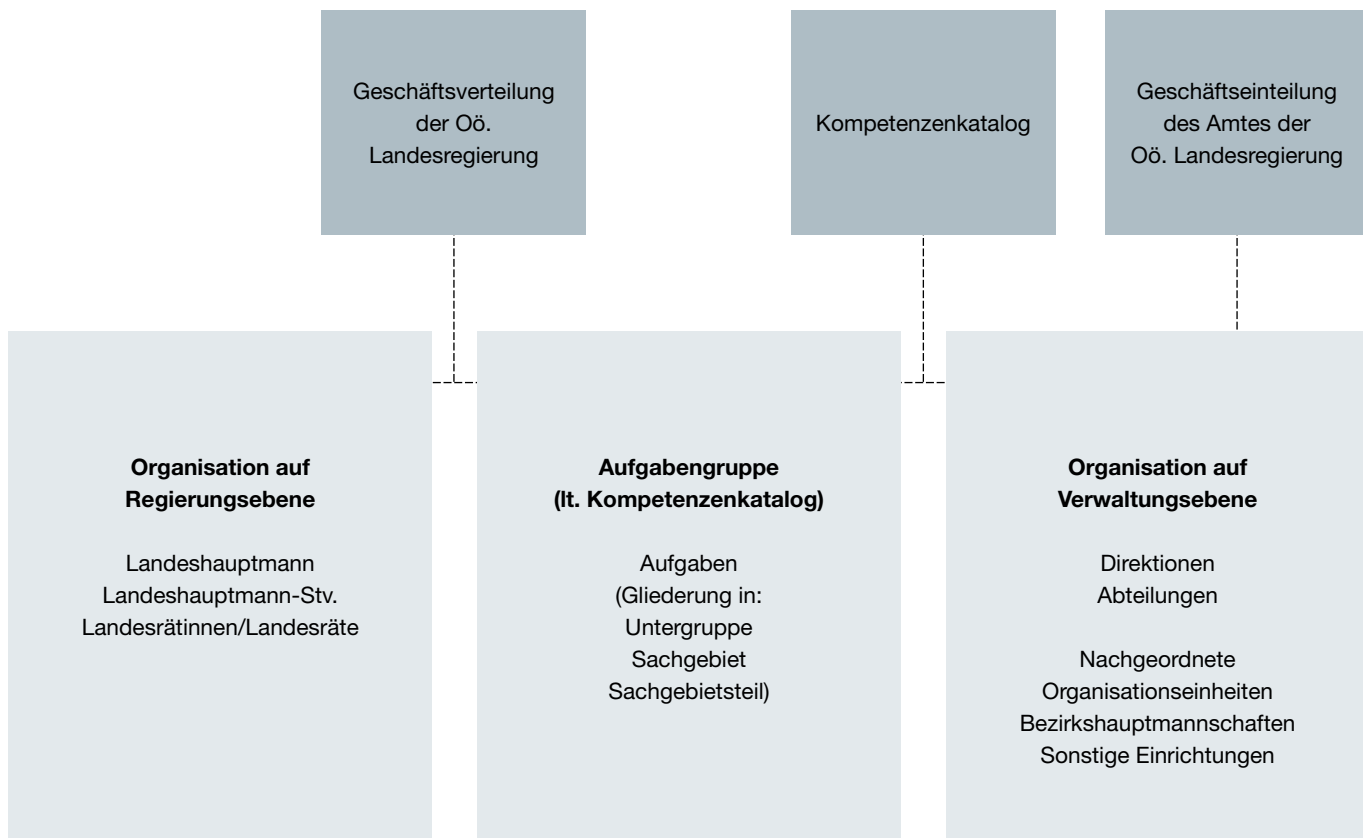 Geschäftsverteilung
der Oö.
Landesregierung
Kompetenzenkatalog
Geschäftseinteilung
des Amtes der
Oö. Landesregierung
Organisation auf
Regierungsebene
Landeshauptmann
Landeshauptmann-Stv.
Landesrätinnen/Landesräte
Aufgabengruppe
(lt. Kompetenzenkatalog)
Aufgaben
(Gliederung in:
Untergruppe
Sachgebiet
Sachgebietsteil)
Organisation auf
Verwaltungsebene
Direktionen
Abteilungen
Nachgeordnete
Organisationseinheiten
Bezirkshauptmannschaften
Sonstige Einrichtungen